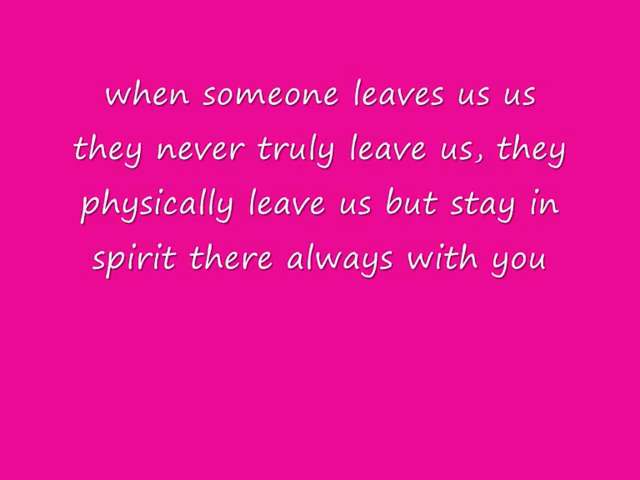 when someone leaves us us
they never truly leave us, they
physically leave us but stay in
spirit there always with you